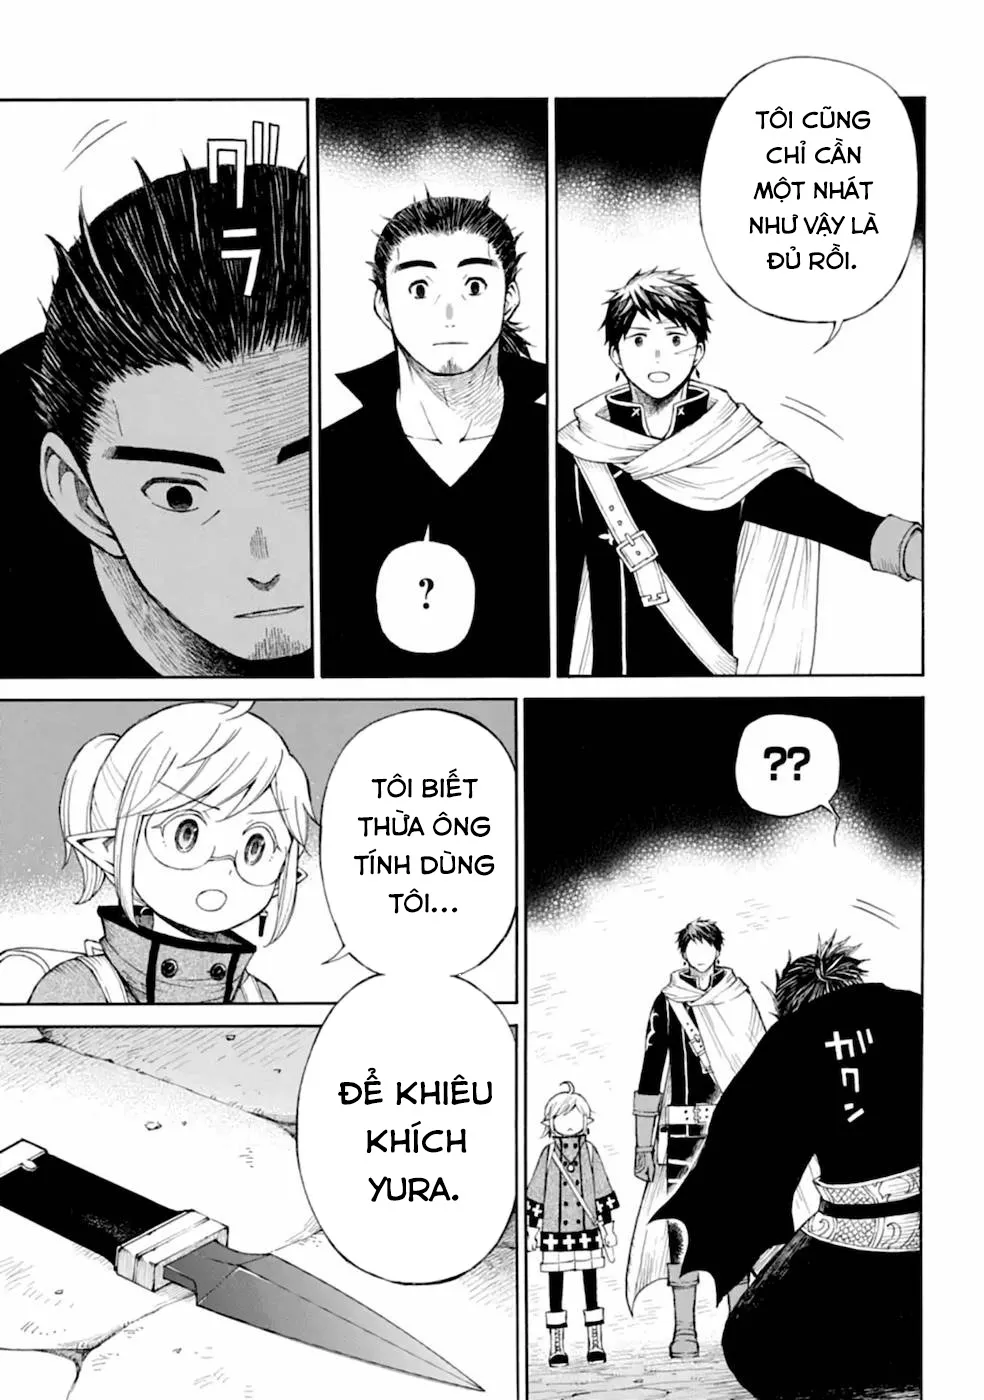 TÔI CŨNG
CHỈ CẦN
MỘT NHÁT
NHƯ VẬY LÀ
ĐỦ RỒI.
?
グラ
??
ガクン
TÔI BIẾT
THỪA ÔNG
TÍNH DÙNG
TÔI...
ĐỂ KHIÊU
KHÍCH
YURA.